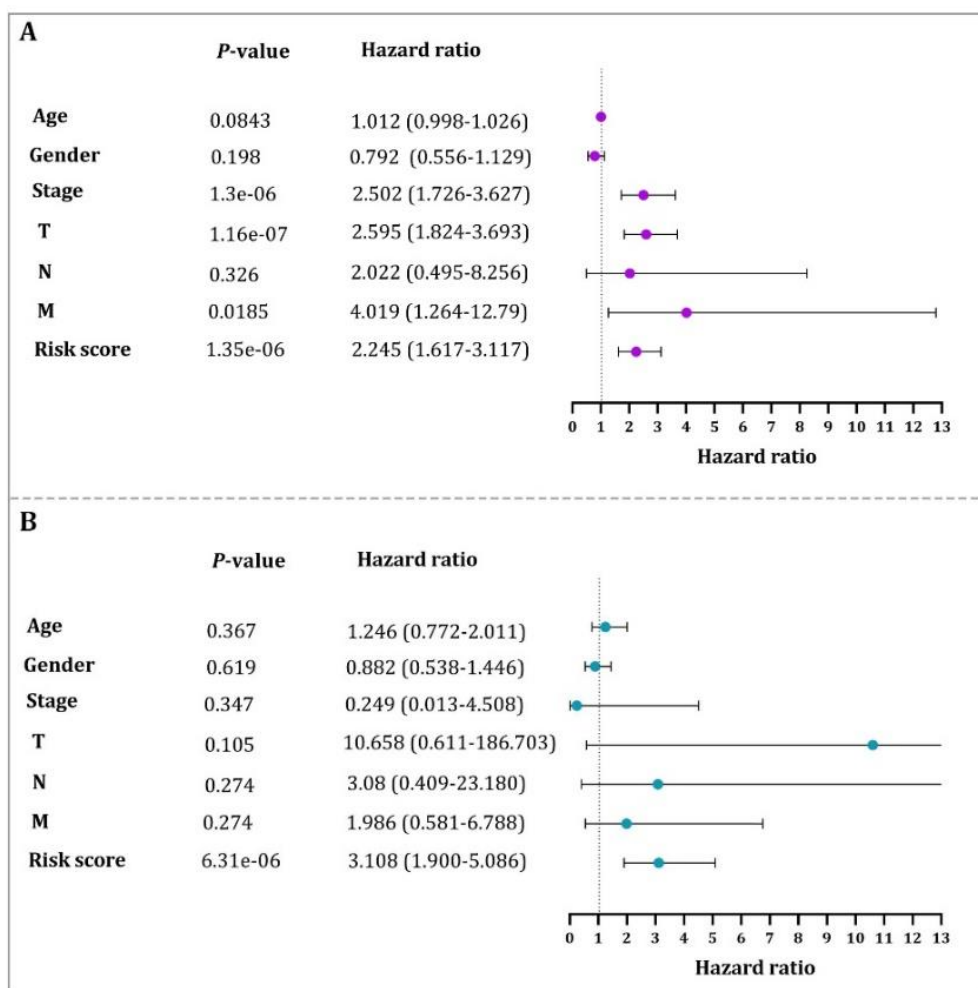 A
P-value Hazard ratio
Age 0.0843 1.012 (0.998-1.026)
Gender 0.198 0.792 (0.556-1.129)
Stage 1.3e-06 2.502 (1.726-3.627)
T 1.16e-07 2.595 (1.824-3.693)
N 0.326 2.022 (0.495-8.256)
M 0.0185 4.019 (1.264-12.79)
Risk score 1.35e-06 2.245 (1.617-3.117)
0 1 2 3 4 5 6 7 8 9 10 11 12 13
Hazard ratio
B
P-value Hazard ratio
Age 0.367 1.246 (0.772-2.011)
Gender 0.619 0.882 (0.538-1.446)
Stage 0.347 0.249 (0.013-4.508)
T 0.105 10.658 (0.611-186.703)
N 0.274 3.08 (0.409-23.180)
M 0.274 1.986 (0.581-6.788)
Risk score 6.31e-06 3.108 (1.900-5.086)
0 1 2 3 4 5 6 7 8 9 10 11 12 13
Hazard ratio